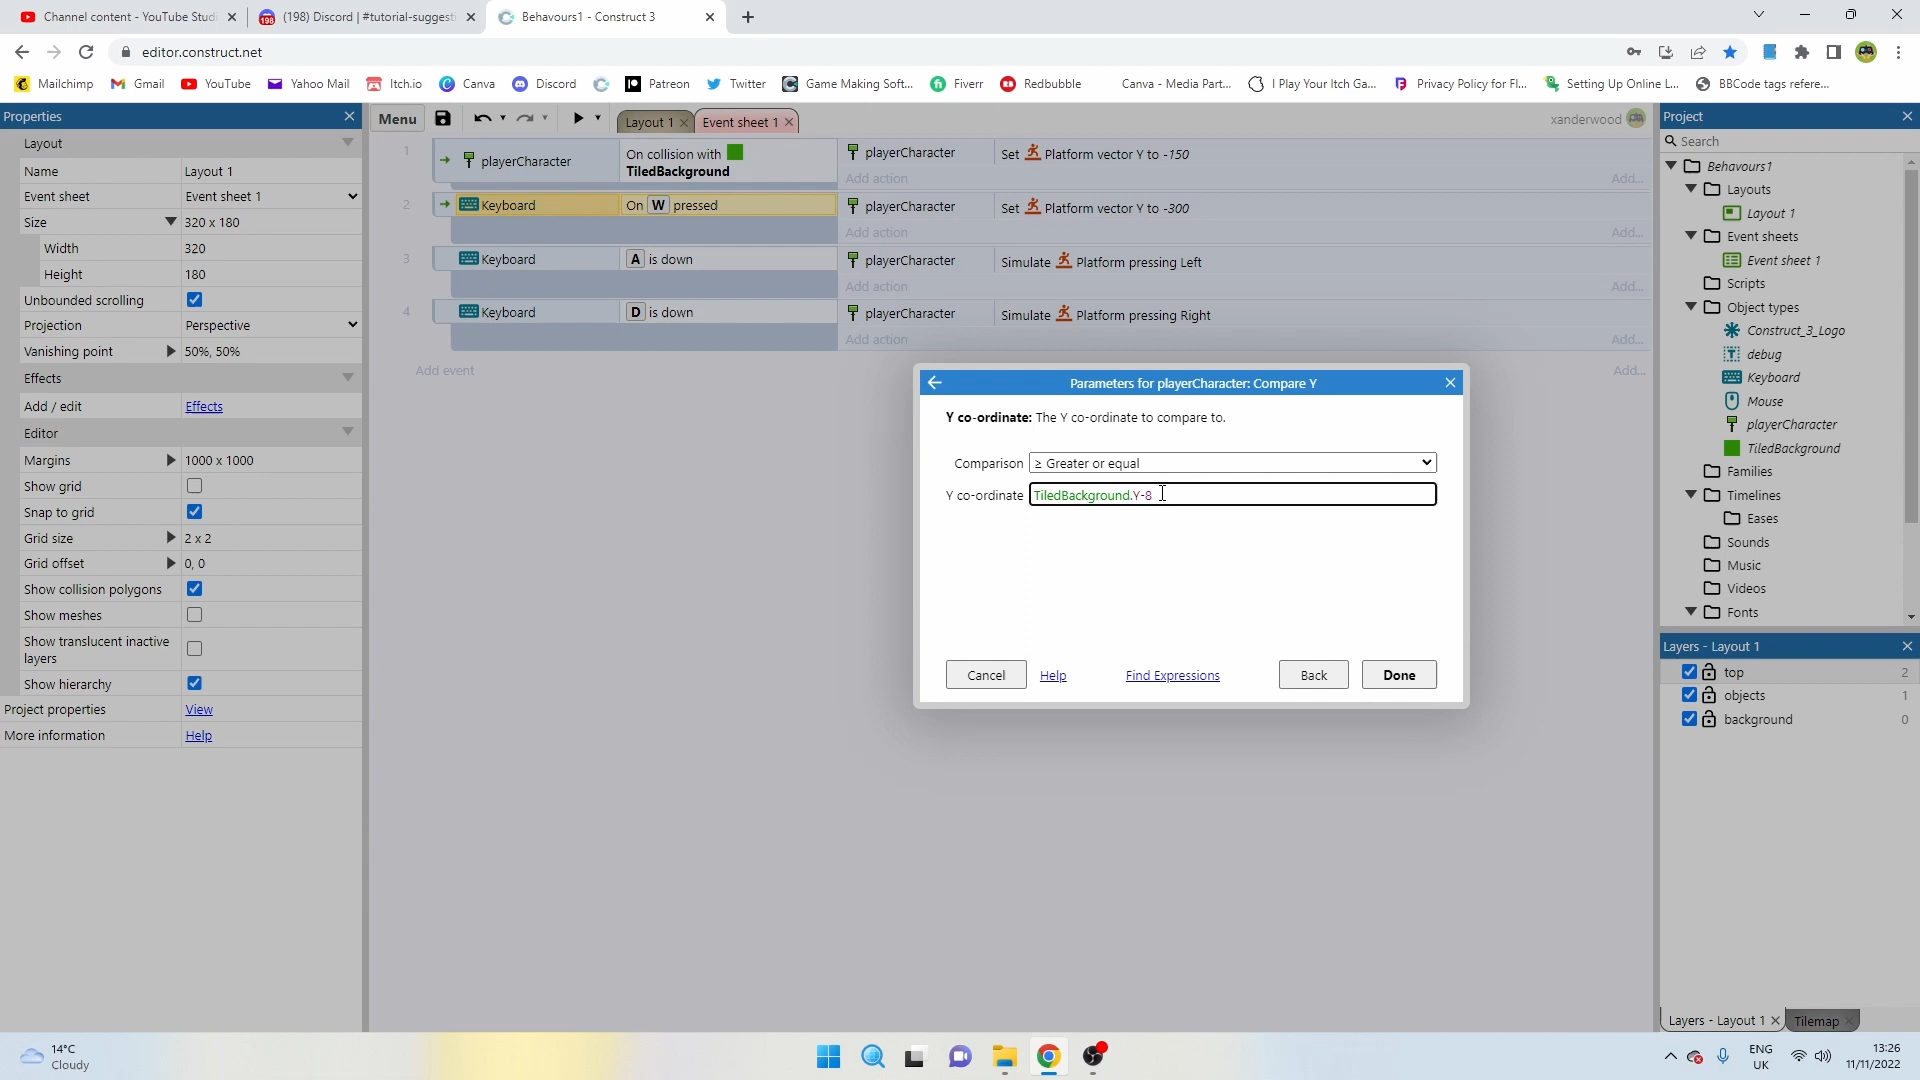 Channel content - YouTube Studi
(198) Discord | #tutorial-suggesti
Behavours1 - Construct 3
editor.construct.net
Mailchimp
Gmail
YouTube
Yahoo Mail
Itch.io
Canva
Discord
Patreon
Twitter
Game Making Soft...
Fiverr
Redbubble
Canva - Media Part...
I Play Your Itch Ga...
Privacy Policy for Fl...
Setting Up Online L...
BBCode tags refere...
Properties
Layout
Name Layout 1
Event sheet Event sheet 1
Size 320 x 180
Width 320
Height 180
Unbounded scrolling
Projection Perspective
Vanishing point 50%, 50%
Effects
Add / edit Effects
Editor
Margins 1000 x 1000
Show grid
Snap to grid
Grid size 2 x 2
Grid offset 0, 0
Show collision polygons
Show meshes
Show translucent inactive
layers
Show hierarchy
Project properties View
More information Help
Menu
Layout 1
Event sheet 1
xanderwood
1 playerCharacter On collision with
TiledBackground
playerCharacter Set Platform vector Y to -150
Add action Add...
2 Keyboard On W pressed playerCharacter Set Platform vector Y to -300
Add action Add...
3 Keyboard A is down playerCharacter Simulate Platform pressing Left
Add action Add...
4 Keyboard D is down playerCharacter Simulate Platform pressing Right
Add action Add...
Add event Add...
Parameters for playerCharacter: Compare Y
Y co-ordinate: The Y co-ordinate to compare to.
Comparison ≥ Greater or equal
Y co-ordinate TiledBackground.Y-8
Cancel Help Find Expressions Back Done
Project
Search
Behavours1
Layouts
Layout 1
Event sheets
Event sheet 1
Scripts
Object types
Construct_3_Logo
debug
Keyboard
Mouse
playerCharacter
TiledBackground
Families
Timelines
Eases
Sounds
Music
Videos
Fonts
Layers - Layout 1
top 2
objects 1
background 0
Layers - Layout 1
Tilemap
14°C
Cloudy
ENG
UK
13:26
11/11/2022